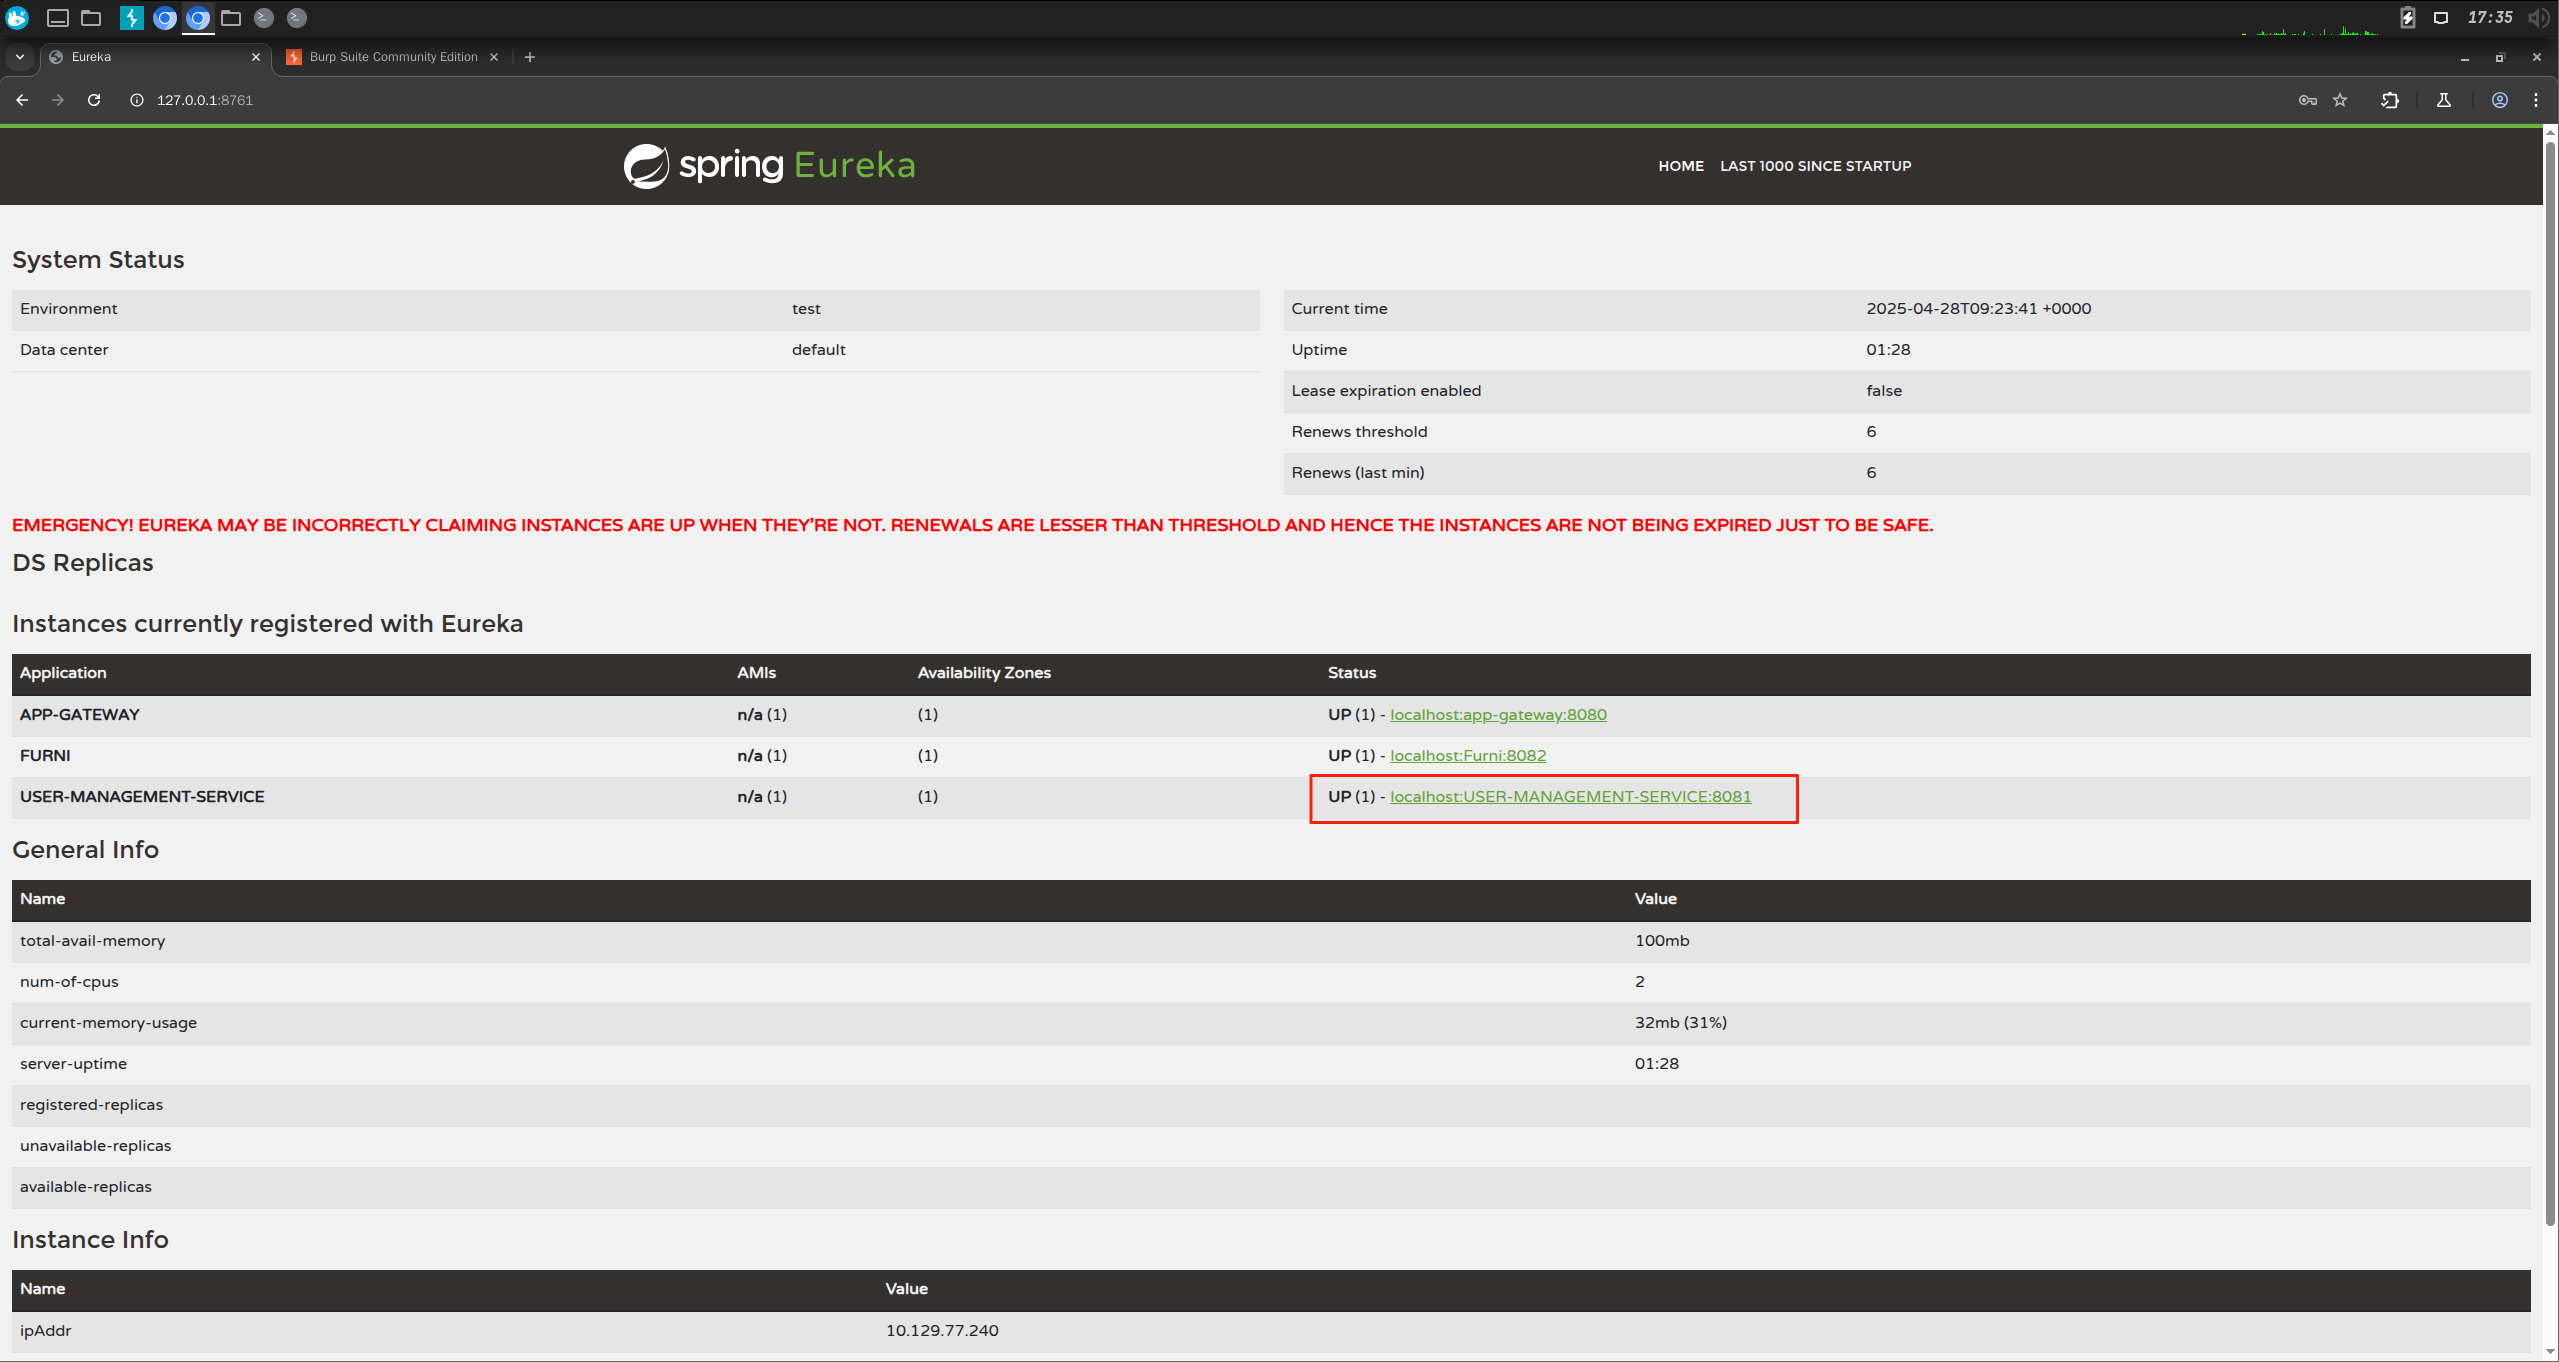 17:35
Eureka
Burp Suite Community Edition
127.0.0.1:8761
spring Eureka
HOME LAST 1000 SINCE STARTUP
System Status
Environment test
Data center default
Current time 2025-04-28T09:23:41 +0000
Uptime 01:28
Lease expiration enabled false
Renews threshold 6
Renews (last min) 6
EMERGENCY! EUREKA MAY BE INCORRECTLY CLAIMING INSTANCES ARE UP WHEN THEY'RE NOT. RENEWALS ARE LESSER THAN THRESHOLD AND HENCE THE INSTANCES ARE NOT BEING EXPIRED JUST TO BE SAFE.
DS Replicas
Instances currently registered with Eureka
Application AMIs Availability Zones Status
APP-GATEWAY n/a (1) (1) UP (1) - localhost:app-gateway:8080
FURNI n/a (1) (1) UP (1) - localhost:Furni:8082
USER-MANAGEMENT-SERVICE n/a (1) (1) UP (1) - localhost:USER-MANAGEMENT-SERVICE:8081
General Info
Name Value
total-avail-memory 100mb
num-of-cpus 2
current-memory-usage 32mb (31%)
server-uptime 01:28
registered-replicas
unavailable-replicas
available-replicas
Instance Info
Name Value
ipAddr 10.129.77.240